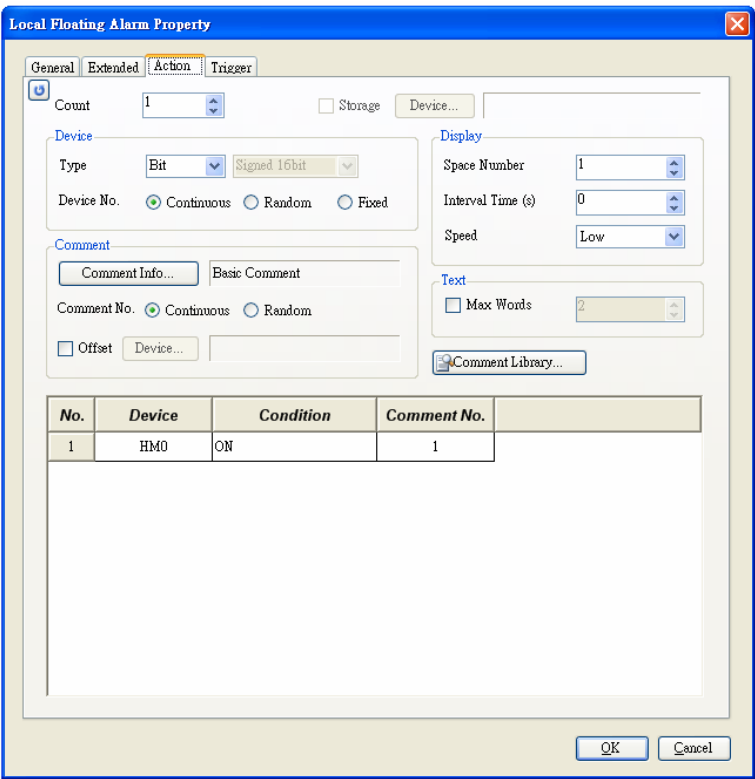 Local Floating Alarm Property
General Extended Action Trigger
Count 1 Storage Device...
Device
Type Bit Signed 16bit
Device No. Continuous Random Fixed
Display
Space Number 1
Interval Time (s) 0
Speed Low
Comment
Comment Info... Basic Comment
Comment No. Continuous Random
Offset Device...
Text
Max Words 2
Comment Library...
No. Device Condition Comment No.
1 HM0 ON 1
OK Cancel